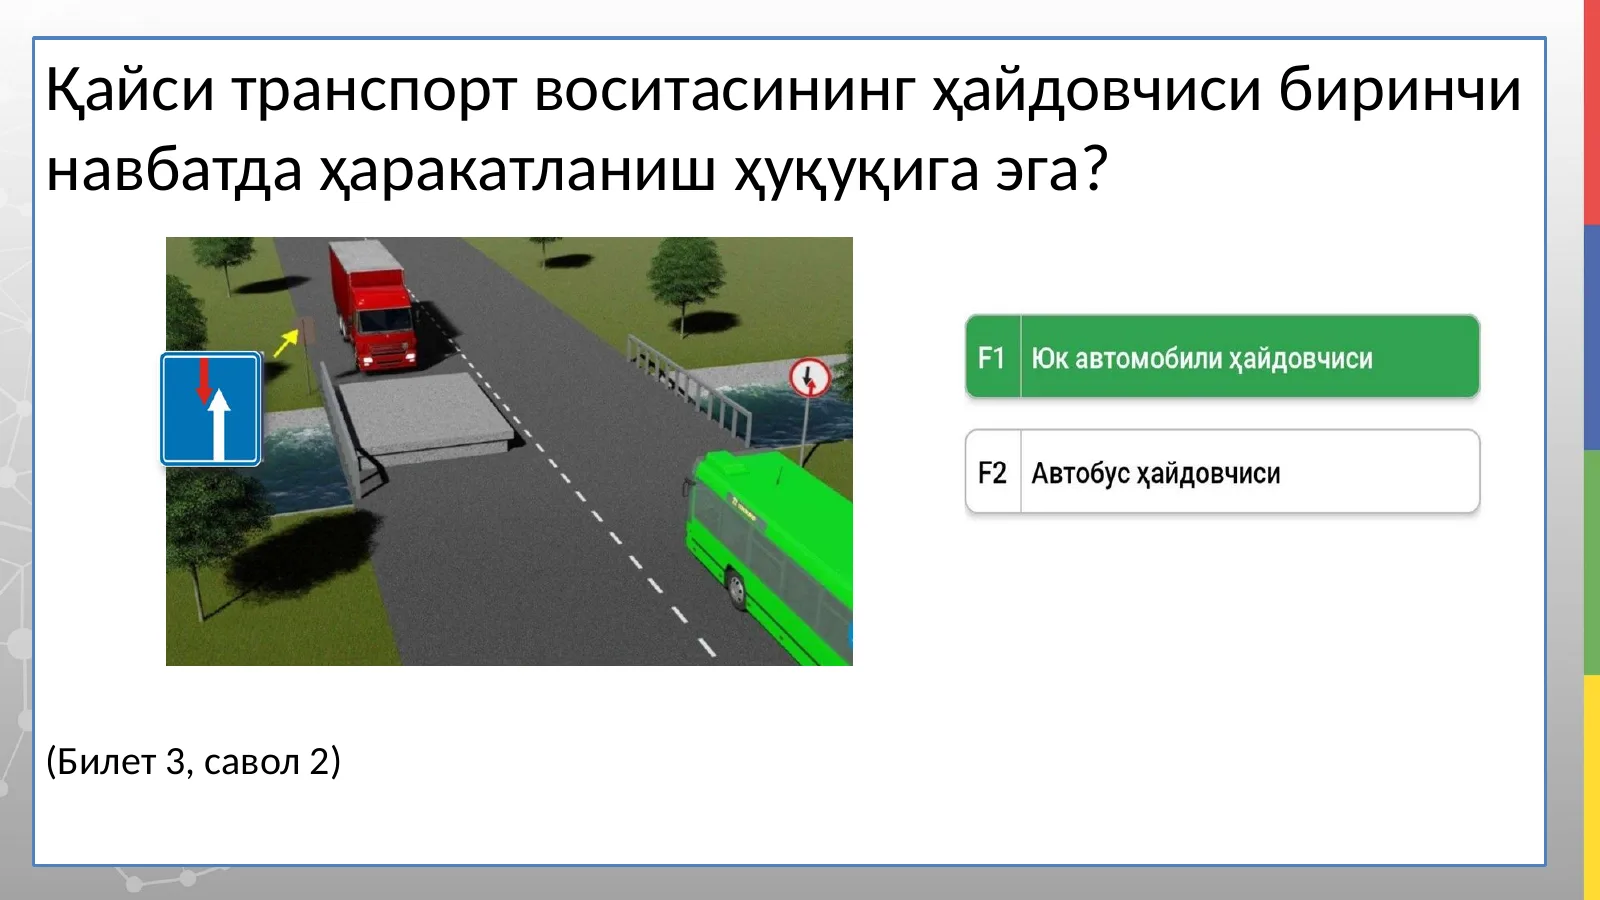 Қайси транспорт воситасининг ҳайдовчиси биринчи
навбатда ҳаракатланиш ҳуқуқига эга?
F1 Юк автомобили ҳайдовчиси
F2 Автобус ҳайдовчиси
(Билет 3, савол 2)